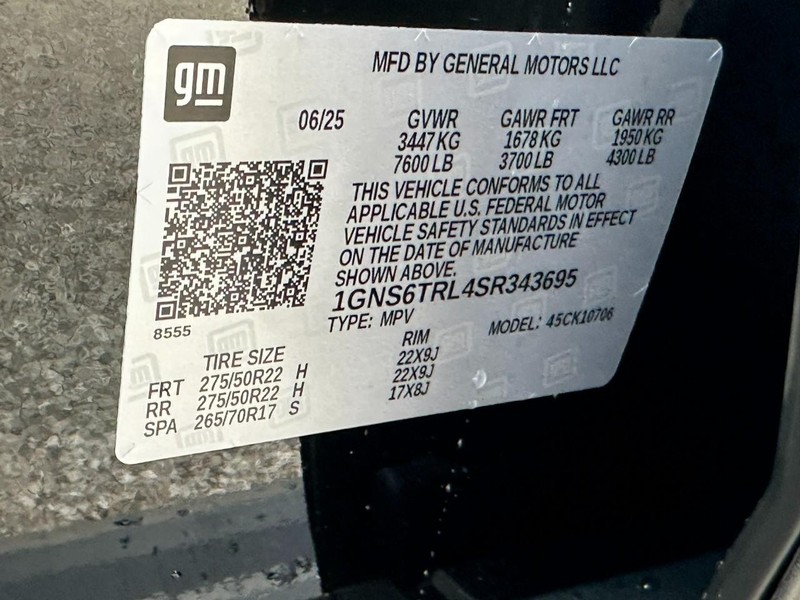 gm
MFD BY GENERAL MOTORS LLC
06/25 GVWR GAWR FRT GAWR RR
3447 KG 1678 KG 1950 KG
7600 LB 3700 LB 4300 LB
THIS VEHICLE CONFORMS TO ALL
APPLICABLE U.S. FEDERAL MOTOR
VEHICLE SAFETY STANDARDS IN EFFECT
ON THE DATE OF MANUFACTURE
SHOWN ABOVE.
1GNS6TRL4SR343695
8555
TYPE: MPV MODEL: 45CK10706
TIRE SIZE RIM
FRT 275/50R22 H 22X9J
RR 275/50R22 H 22X9J
SPA 265/70R17 S 17X8J